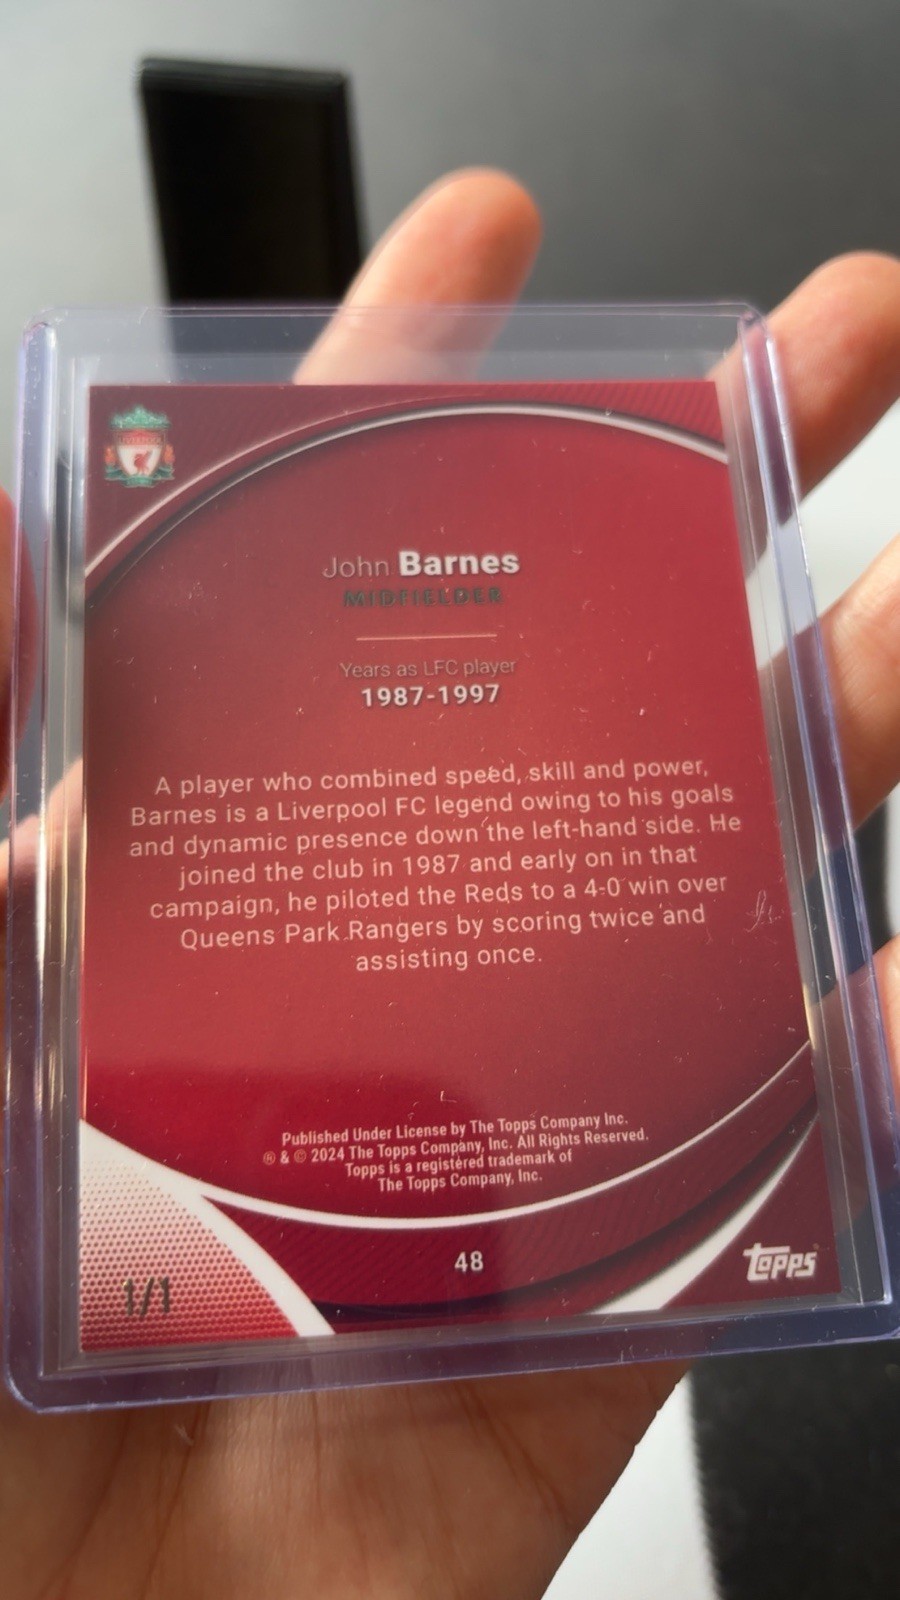 LIVERPOOL
John Barnes
MIDFIELDER
Years as LFC player
1987-1997
A player who combined speed, skill and power,
Barnes is a Liverpool FC legend owing to his goals
and dynamic presence down the left-hand side. He
joined the club in 1987 and early on in that
campaign, he piloted the Reds to a 4-0 win over
Queens Park Rangers by scoring twice and
assisting once.
Published Under License by The Topps Company Inc.
® & © 2024 The Topps Company, Inc. All Rights Reserved.
Topps is a registered trademark of
The Topps Company, Inc.
48
topps
1/1